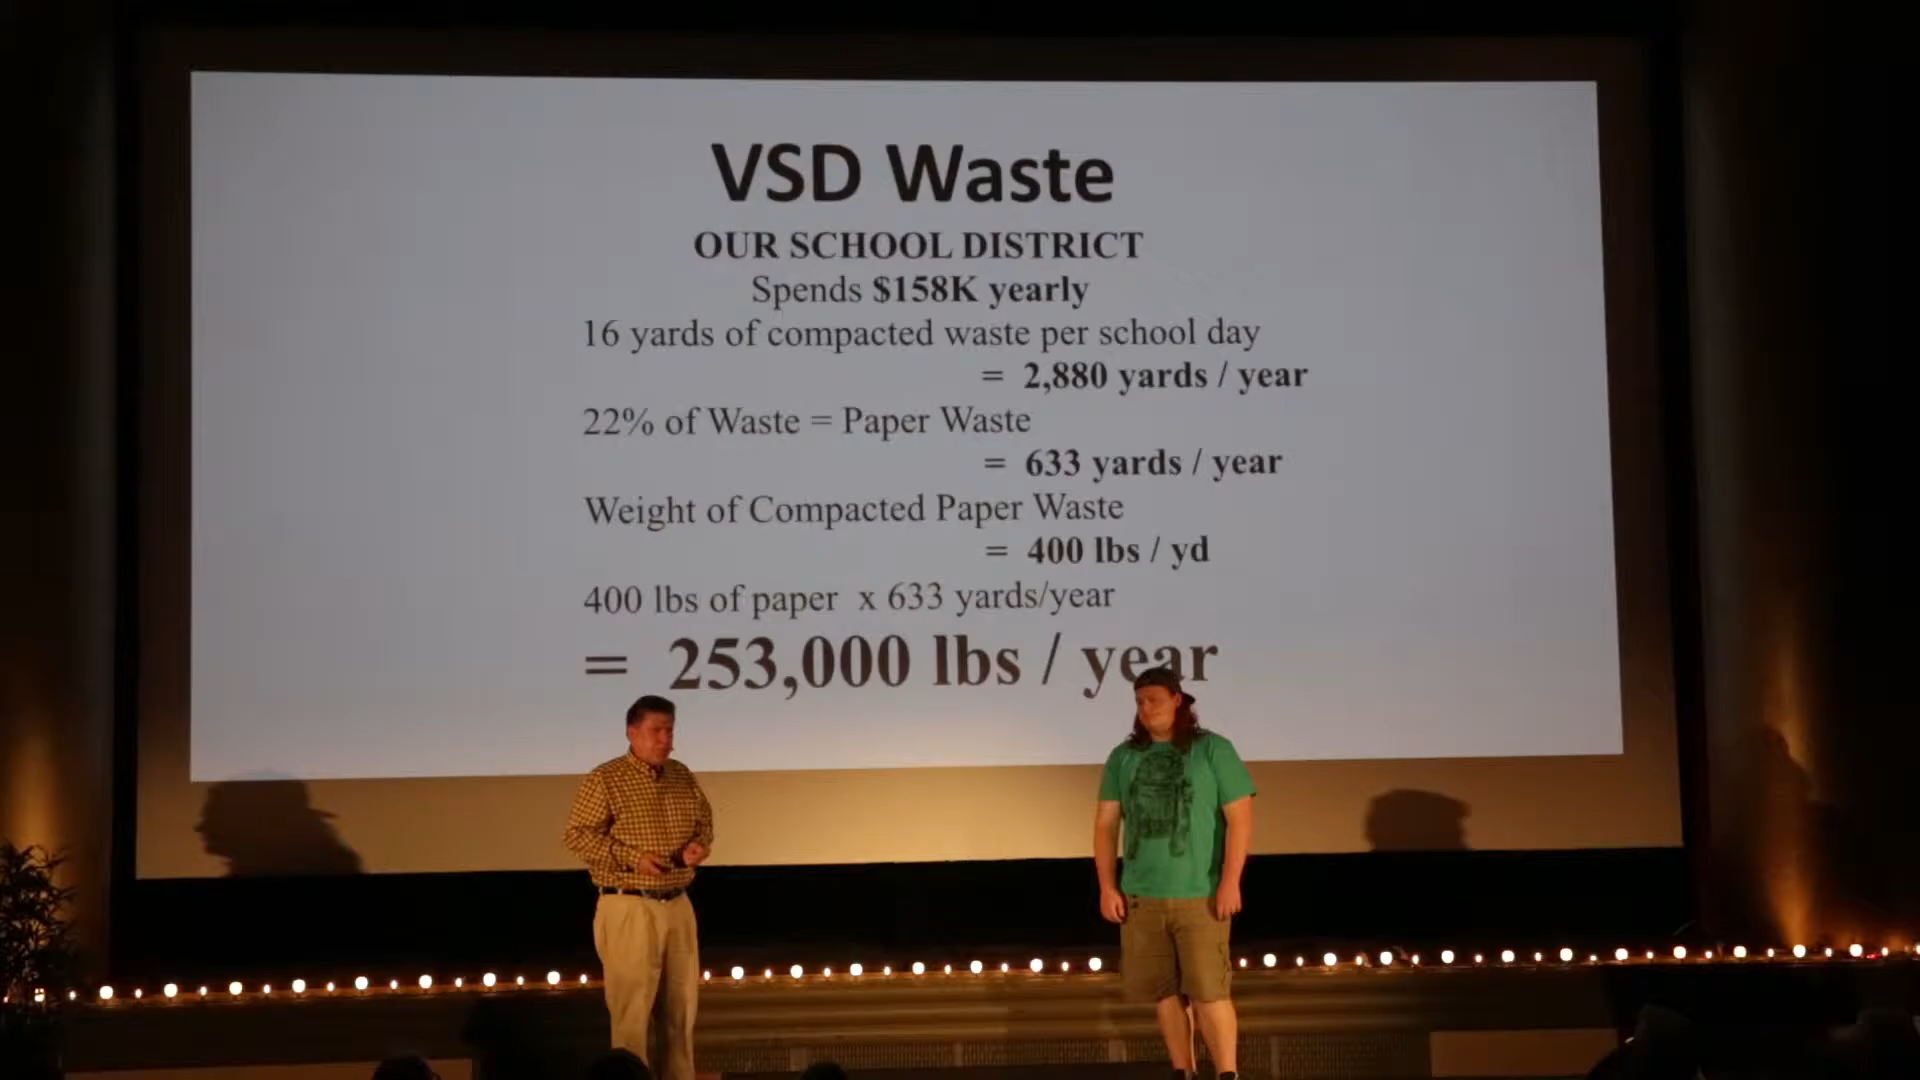 VSD Waste
OUR SCHOOL DISTRICT
Spends $158K yearly
16 yards of compacted waste per school day
= 2,880 yards / year
22% of Waste = Paper Waste
= 633 yards / year
Weight of Compacted Paper Waste
= 400 lbs / yd
400 lbs of paper x 633 yards/year
= 253,000 lbs / year